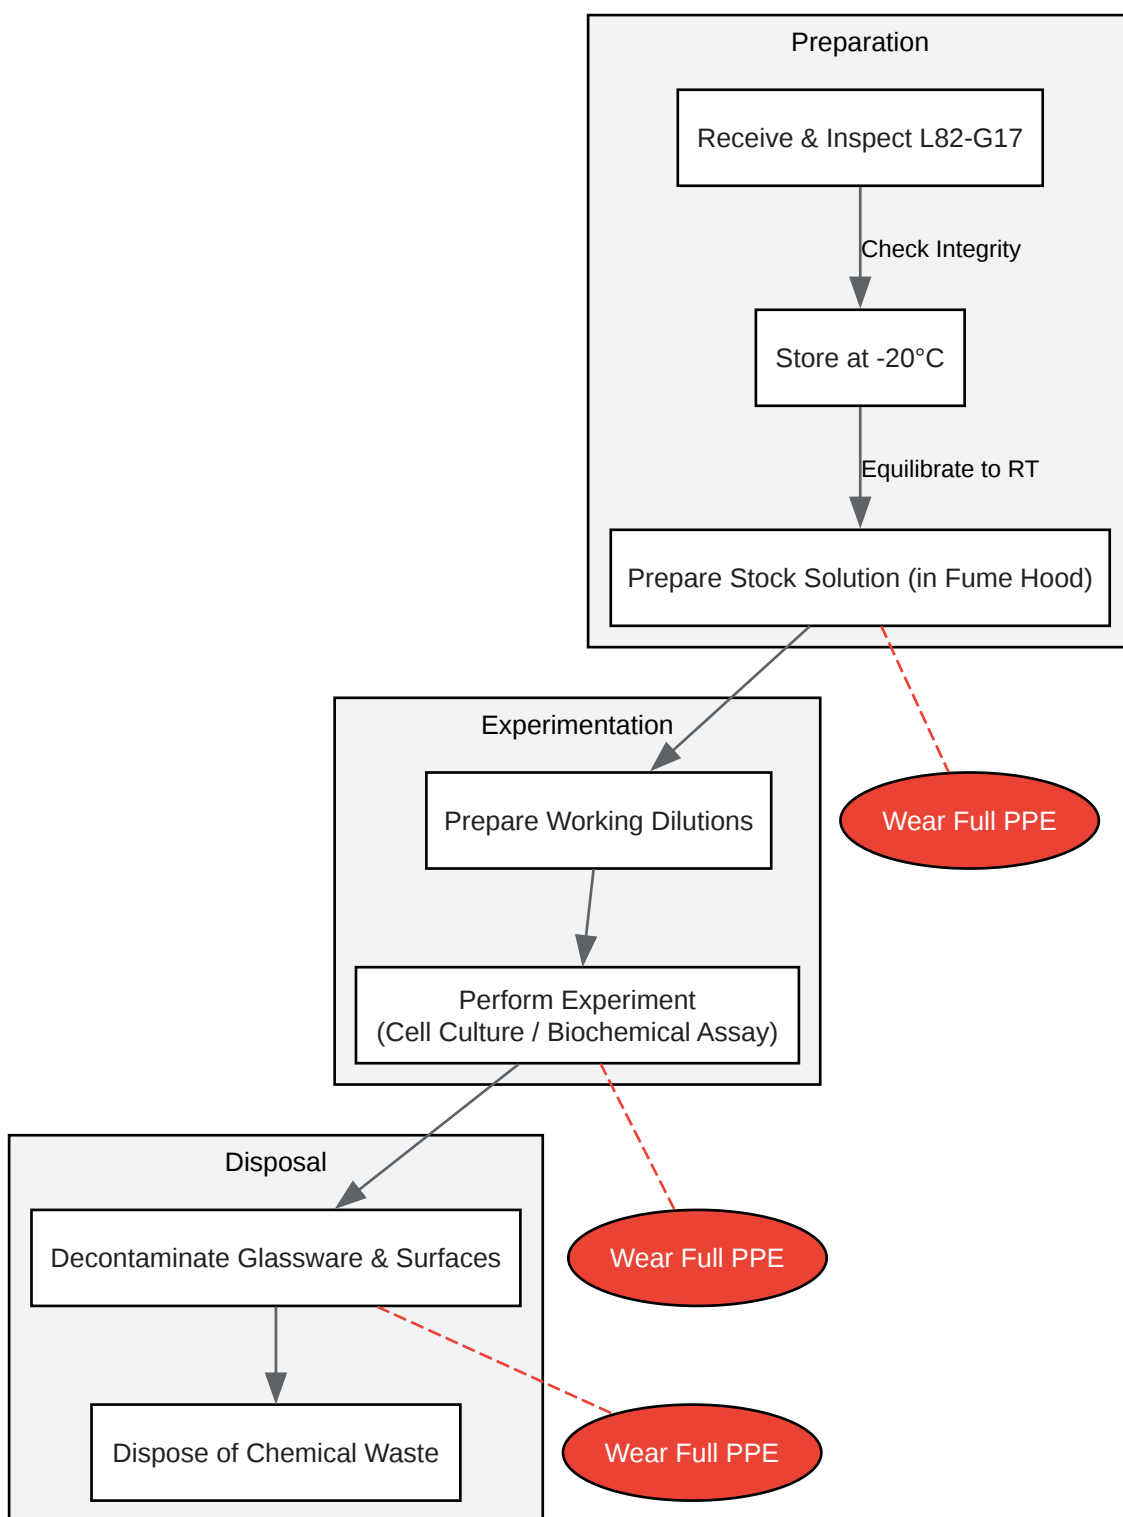 Preparation
Receive & Inspect L82-G17
Check Integrity
Store at -20°C
Equilibrate to RT
Prepare Stock Solution (in Fume Hood)
Experimentation
Prepare Working Dilutions
Wear Full PPE
Perform Experiment
(Cell Culture / Biochemical Assay)
Disposal
Decontaminate Glassware & Surfaces
Wear Full PPE
Dispose of Chemical Waste
Wear Full PPE